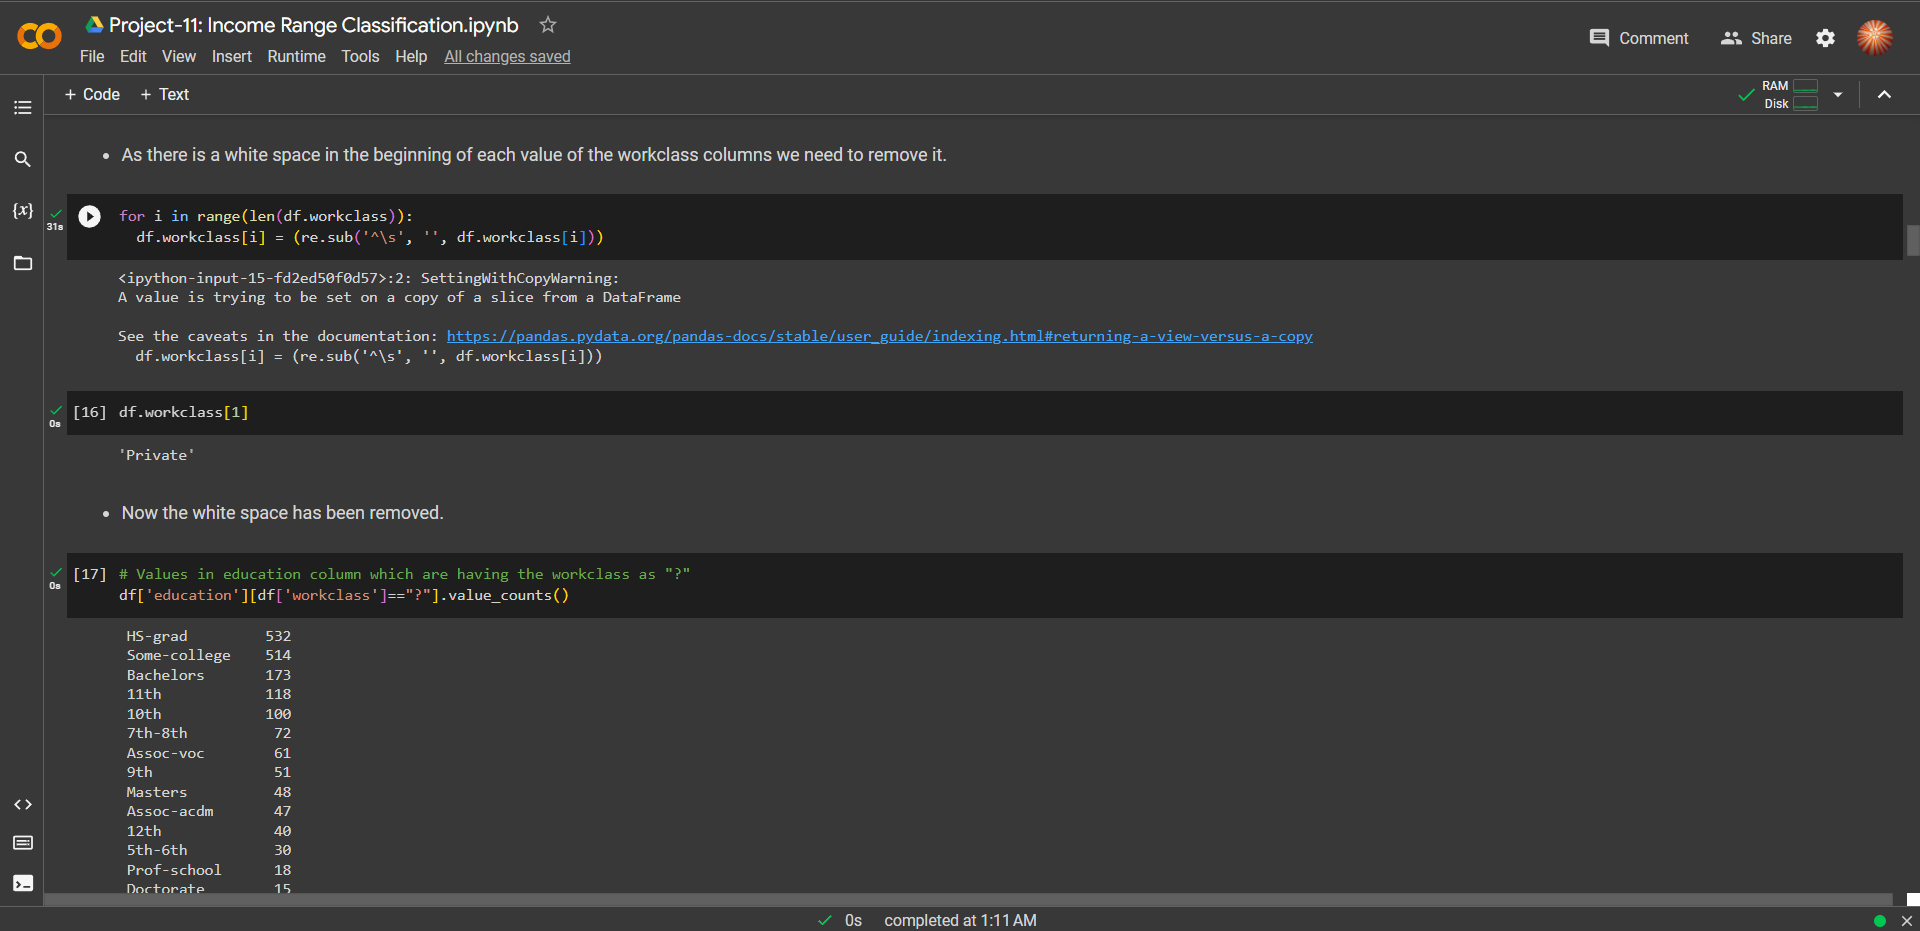 Project-11: Income Range Classification.ipynb
File Edit View Insert Runtime Tools Help All changes saved
Comment Share
+ Code + Text
RAM
Disk
As there is a white space in the beginning of each value of the workclass columns we need to remove it.
{x}
31s
for i in range(len(df.workclass)):
df.workclass[i] = (re.sub('^\s', '', df.workclass[i]))
<ipython-input-15-fd2ed50f0d57>:2: SettingWithCopyWarning:
A value is trying to be set on a copy of a slice from a DataFrame
See the caveats in the documentation: https://pandas.pydata.org/pandas-docs/stable/user_guide/indexing.html#returning-a-view-versus-a-copy
df.workclass[i] = (re.sub('^\s', '', df.workclass[i]))
[16] df.workclass[1]
0s
'Private'
Now the white space has been removed.
[17] # Values in education column which are having the workclass as "?"
0s
df['education'][df['workclass']=="?"].value_counts()
HS-grad 532
Some-college 514
Bachelors 173
11th 118
10th 100
7th-8th 72
Assoc-voc 61
9th 51
Masters 48
Assoc-acdm 47
12th 40
5th-6th 30
Prof-school 18
Doctorate 15
0s completed at 1:11 AM